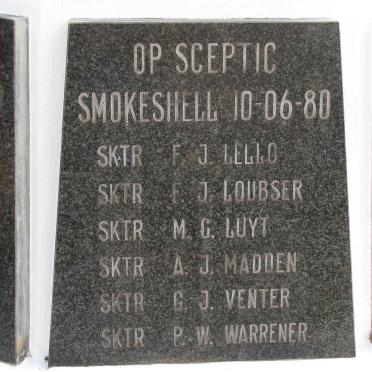 OP SCEPTIC
SMOKESHELL 10-06-80
SKTR F. J. LELLO
SKTR F. J. LOUBSER
SKTR M. G. LUYT
SKTR A. J. MADDEN
SKTR G. J. VENTER
SKTR P. W. WARRENER